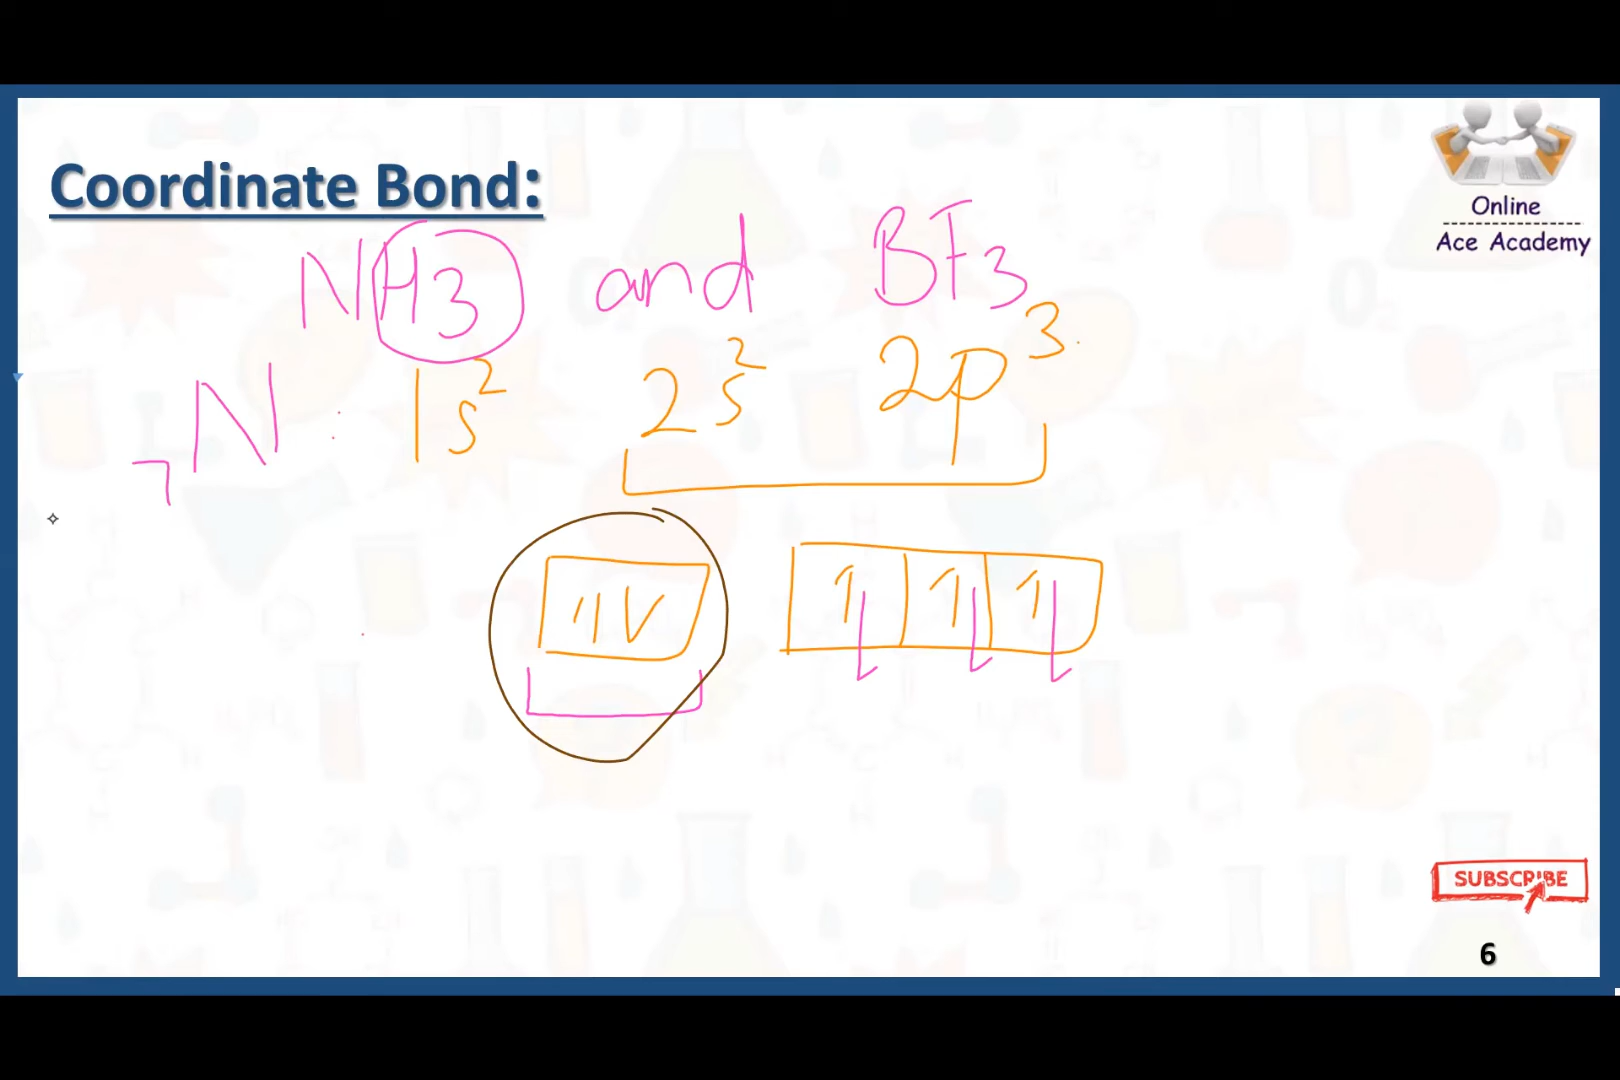 Coordinate Bond:
Online
Ace Academy
NH3 and BF3
7N: 1s² 2s² 2p³
SUBSCRIBE
6